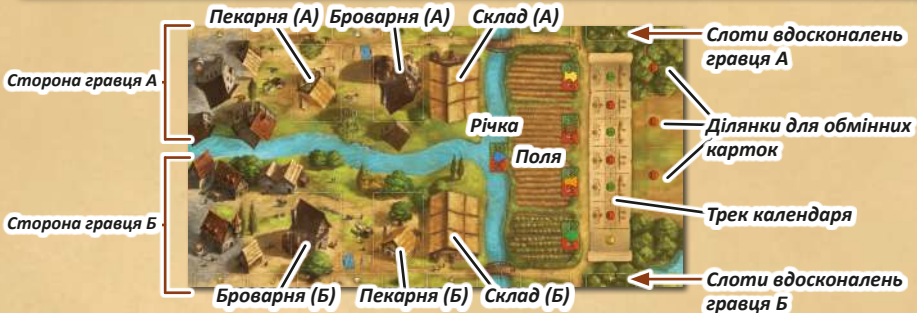 Пекарня (А)
Броварня (А)
Склад (А)
Слоти вдосконалень
гравця А
Сторона гравця А
Річка
Поля
Ділянки для обмінних
карток
Сторона гравця Б
Трек календаря
Броварня (Б)
Пекарня (Б)
Склад (Б)
Слоти вдосконалень
гравця Б